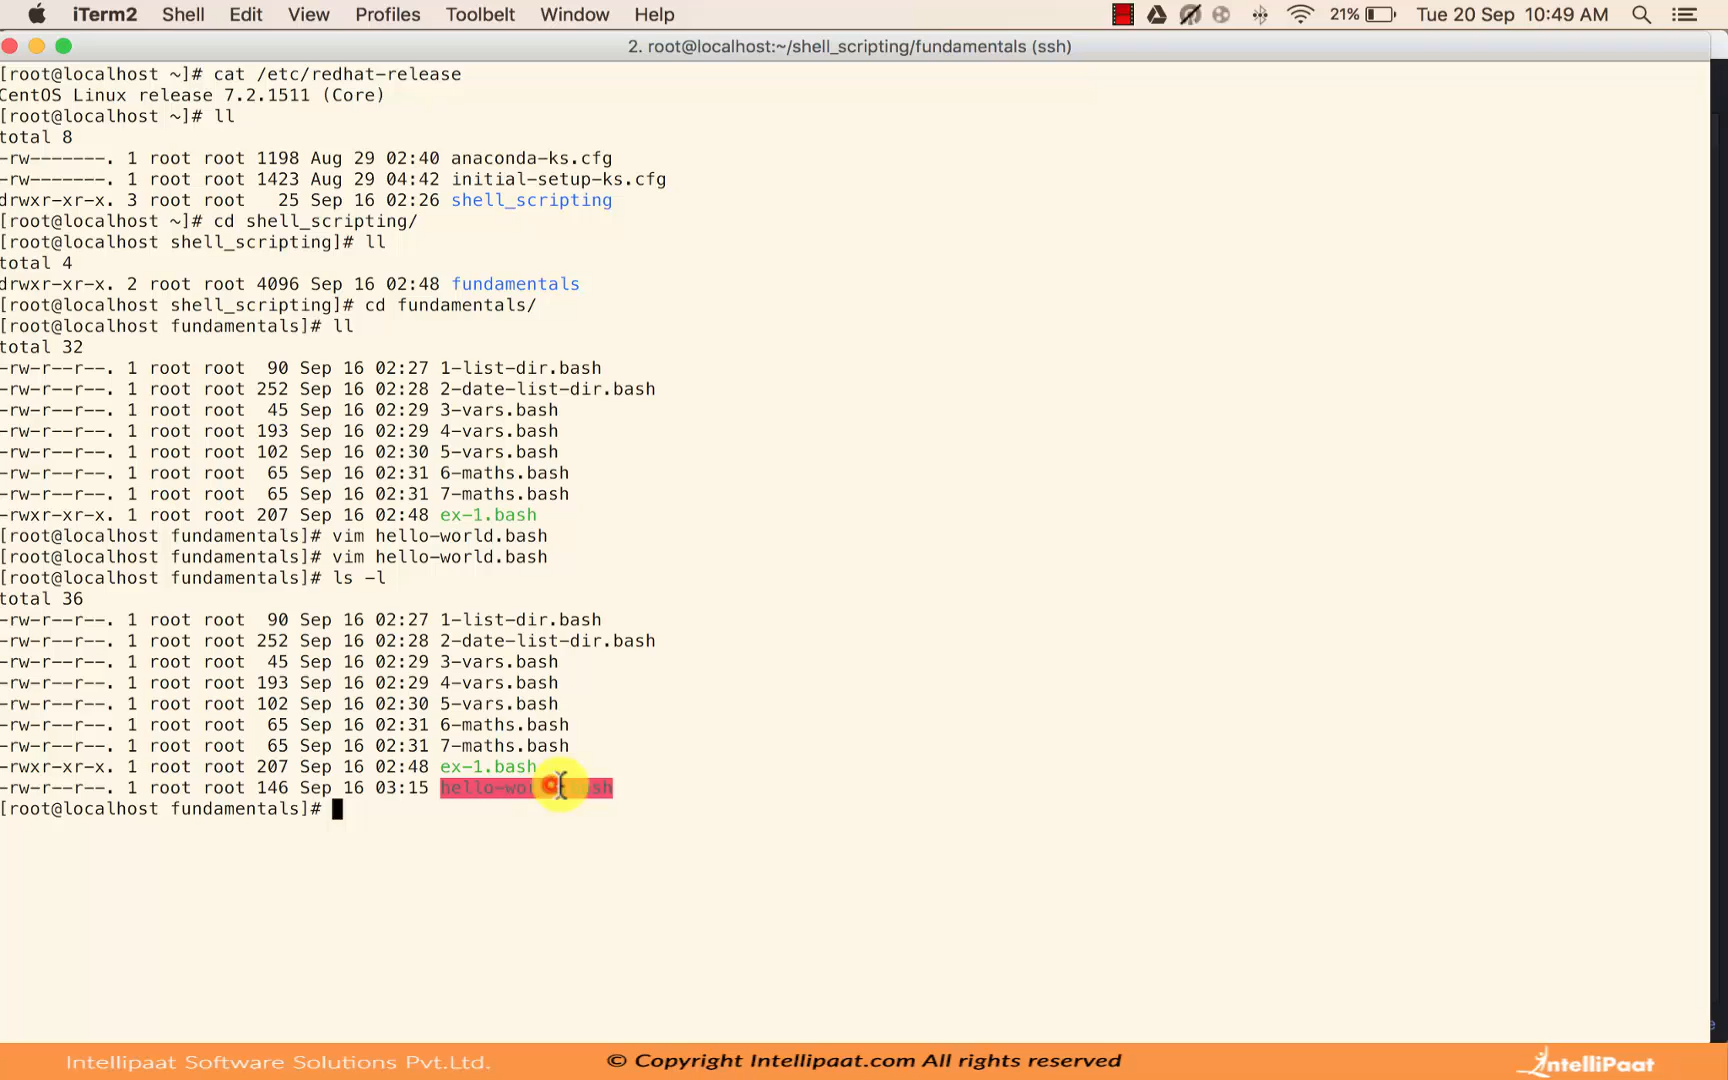 iTerm2 Shell Edit View Profiles Toolbelt Window Help 21% Tue 20 Sep 10:49 AM
2. root@localhost:~/shell_scripting/fundamentals (ssh)
[root@localhost ~]# cat /etc/redhat-release
CentOS Linux release 7.2.1511 (Core)
[root@localhost ~]# ll
total 8
-rw-------. 1 root root 1198 Aug 29 02:40 anaconda-ks.cfg
-rw-------. 1 root root 1423 Aug 29 04:42 initial-setup-ks.cfg
drwxr-xr-x. 3 root root   25 Sep 16 02:26 shell_scripting
[root@localhost ~]# cd shell_scripting/
[root@localhost shell_scripting]# ll
total 4
drwxr-xr-x. 2 root root 4096 Sep 16 02:48 fundamentals
[root@localhost shell_scripting]# cd fundamentals/
[root@localhost fundamentals]# ll
total 32
-rw-r--r--. 1 root root  90 Sep 16 02:27 1-list-dir.bash
-rw-r--r--. 1 root root 252 Sep 16 02:28 2-date-list-dir.bash
-rw-r--r--. 1 root root  45 Sep 16 02:29 3-vars.bash
-rw-r--r--. 1 root root 193 Sep 16 02:29 4-vars.bash
-rw-r--r--. 1 root root 102 Sep 16 02:30 5-vars.bash
-rw-r--r--. 1 root root  65 Sep 16 02:31 6-maths.bash
-rw-r--r--. 1 root root  65 Sep 16 02:31 7-maths.bash
-rwxr-xr-x. 1 root root 207 Sep 16 02:48 ex-1.bash
[root@localhost fundamentals]# vim hello-world.bash
[root@localhost fundamentals]# vim hello-world.bash
[root@localhost fundamentals]# ls -l
total 36
-rw-r--r--. 1 root root  90 Sep 16 02:27 1-list-dir.bash
-rw-r--r--. 1 root root 252 Sep 16 02:28 2-date-list-dir.bash
-rw-r--r--. 1 root root  45 Sep 16 02:29 3-vars.bash
-rw-r--r--. 1 root root 193 Sep 16 02:29 4-vars.bash
-rw-r--r--. 1 root root 102 Sep 16 02:30 5-vars.bash
-rw-r--r--. 1 root root  65 Sep 16 02:31 6-maths.bash
-rw-r--r--. 1 root root  65 Sep 16 02:31 7-maths.bash
-rwxr-xr-x. 1 root root 207 Sep 16 02:48 ex-1.bash
-rw-r--r--. 1 root root 146 Sep 16 03:15
[root@localhost fundamentals]#
Intellipaat Software Solutions Pvt.Ltd. © Copyright Intellipaat.com All rights reserved IntelliPaat